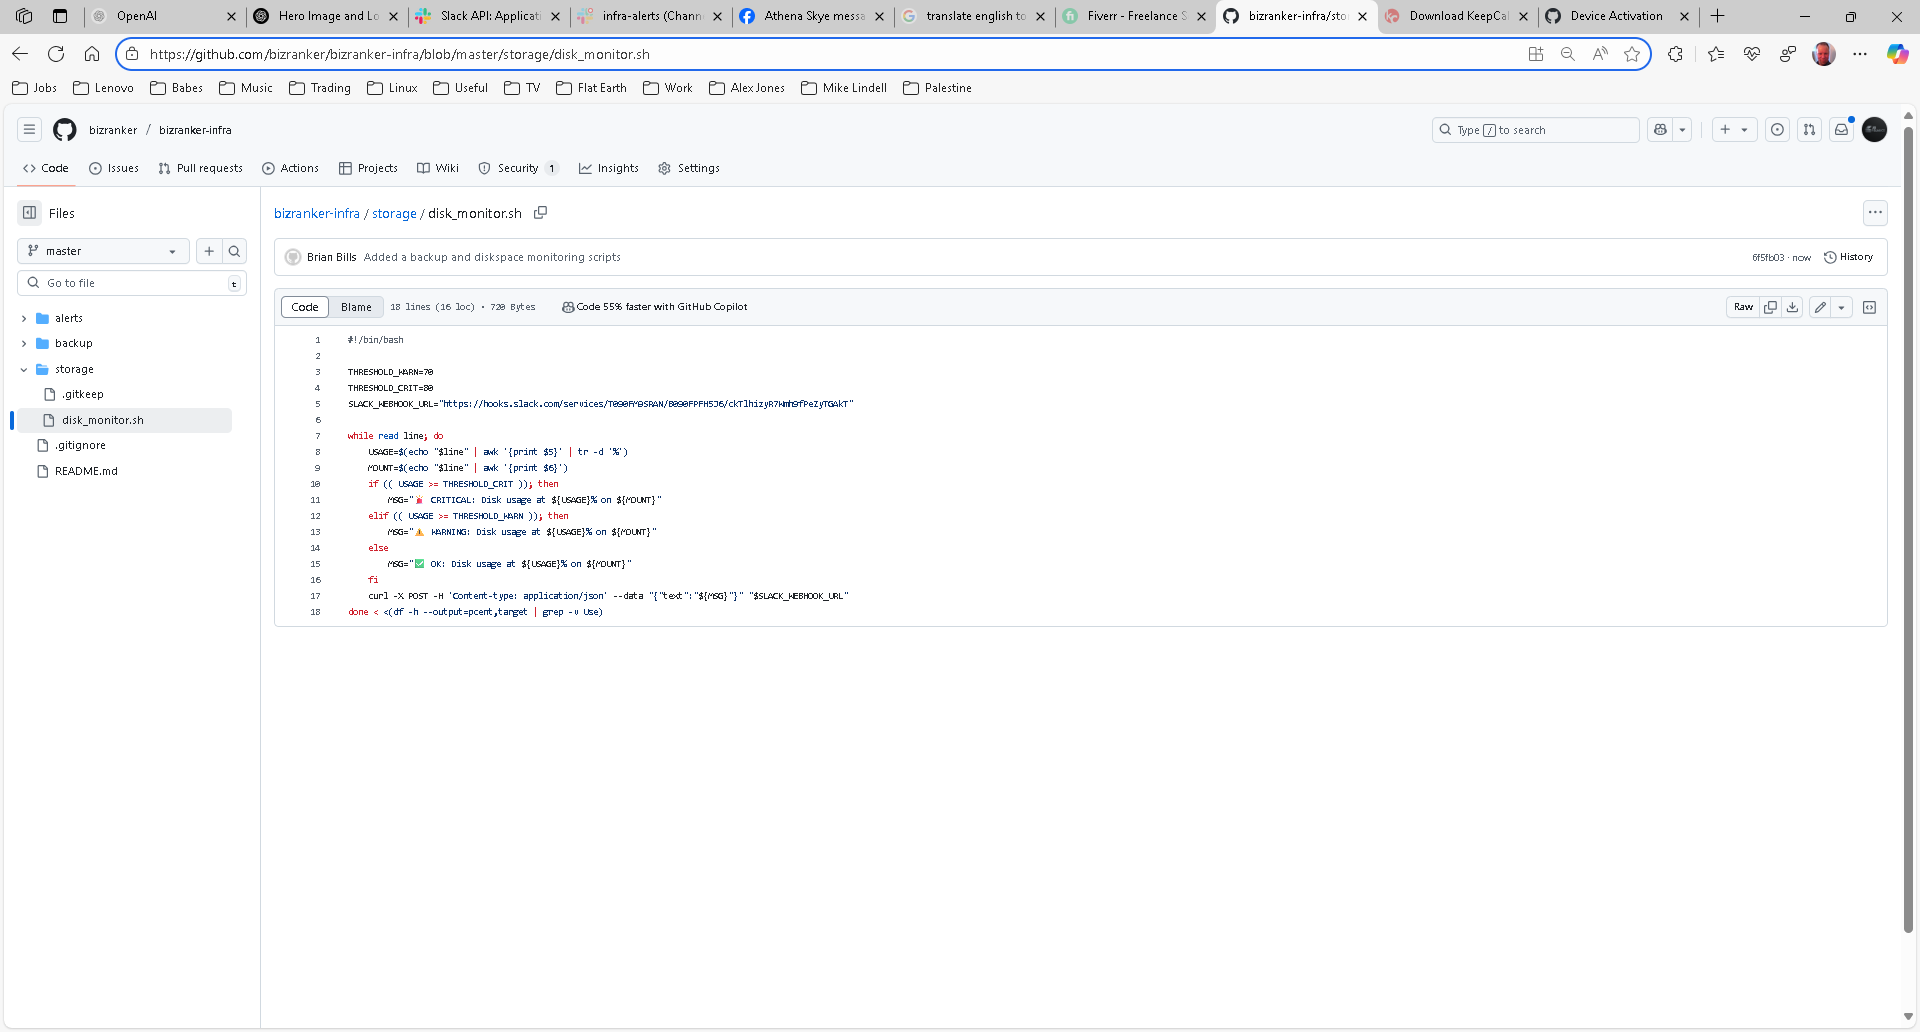 OpenAI
Hero Image and Lo
Slack API: Applicati
infra-alerts (Chann
Athena Skye messa
translate english to
Fiverr - Freelance S
bizranker-infra/sto
Download KeepCal
Device Activation
https://github.com/bizranker/bizranker-infra/blob/master/storage/disk_monitor.sh
Jobs Lenovo Babes Music Trading Linux Useful TV Flat Earth Work Alex Jones Mike Lindell Palestine
bizranker / bizranker-infra
Type / to search
Code Issues Pull requests Actions Projects Wiki Security 1 Insights Settings
Files
bizranker-infra / storage / disk_monitor.sh
master
Brian Bills Added a backup and diskspace monitoring scripts
6f5fb03 · now History
Go to file t
Code Blame 18 lines (16 loc) · 720 Bytes Code 55% faster with GitHub Copilot Raw
alerts
backup
storage
.gitkeep
disk_monitor.sh
.gitignore
README.md
1 #!/bin/bash
2
3 THRESHOLD_WARN=70
4 THRESHOLD_CRIT=80
5 SLACK_WEBHOOK_URL="https://hooks.slack.com/services/
6
7 while read line; do
8 USAGE=$(echo "$line" | awk '{print $5}' | tr -d '%')
9 MOUNT=$(echo "$line" | awk '{print $6}')
10 if (( USAGE >= THRESHOLD_CRIT )); then
11 MSG="🚨 CRITICAL: Disk usage at ${USAGE}% on ${MOUNT}"
12 elif (( USAGE >= THRESHOLD_WARN )); then
13 MSG="⚠️ WARNING: Disk usage at ${USAGE}% on ${MOUNT}"
14 else
15 MSG="✅ OK: Disk usage at ${USAGE}% on ${MOUNT}"
16 fi
17 curl -X POST -H 'Content-type: application/json' --data "{"text":"${MSG}"}" "$SLACK_WEBHOOK_URL"
18 done < <(df -h --output=pcent,target | grep -v Use)